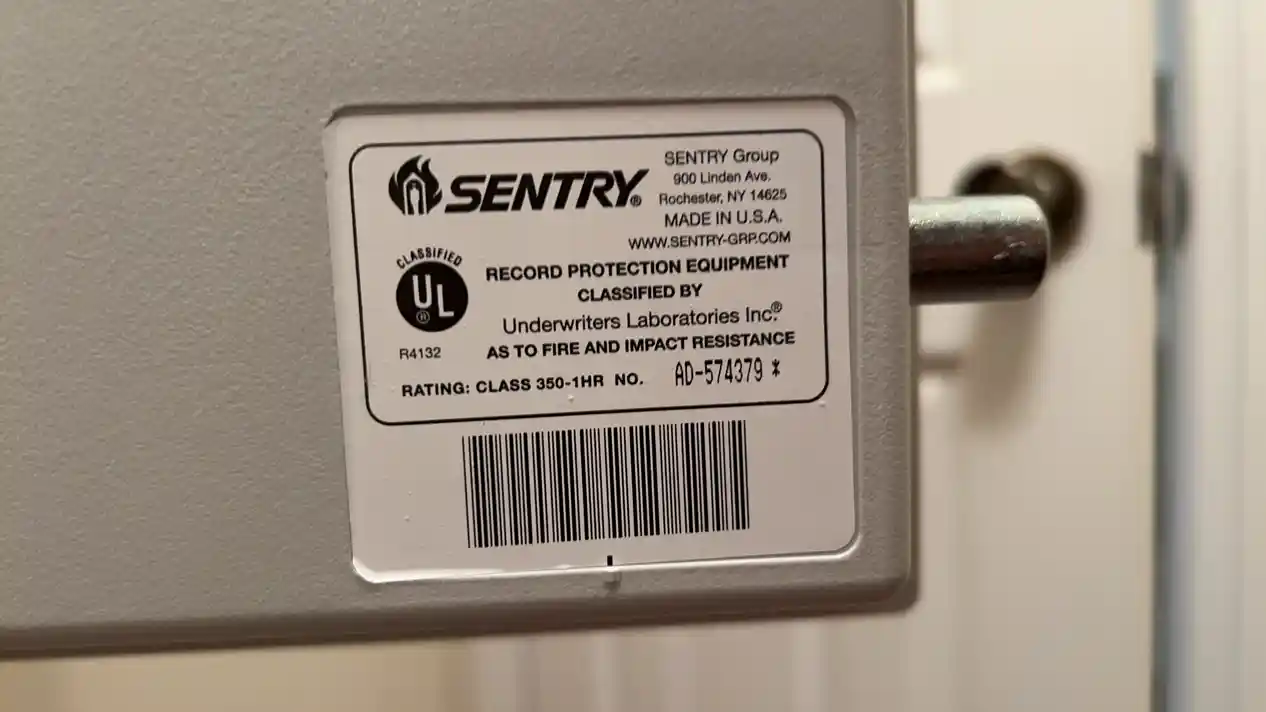 SENTRY®
SENTRY Group
900 Linden Ave.
Rochester, NY 14625
MADE IN U.S.A.
WWW.SENTRY-GRP.COM
CLASSIFIED
UL®
R4132
RECORD PROTECTION EQUIPMENT
CLASSIFIED BY
Underwriters Laboratories Inc.®
AS TO FIRE AND IMPACT RESISTANCE
RATING: CLASS 350-1HR NO. AD-574379 *